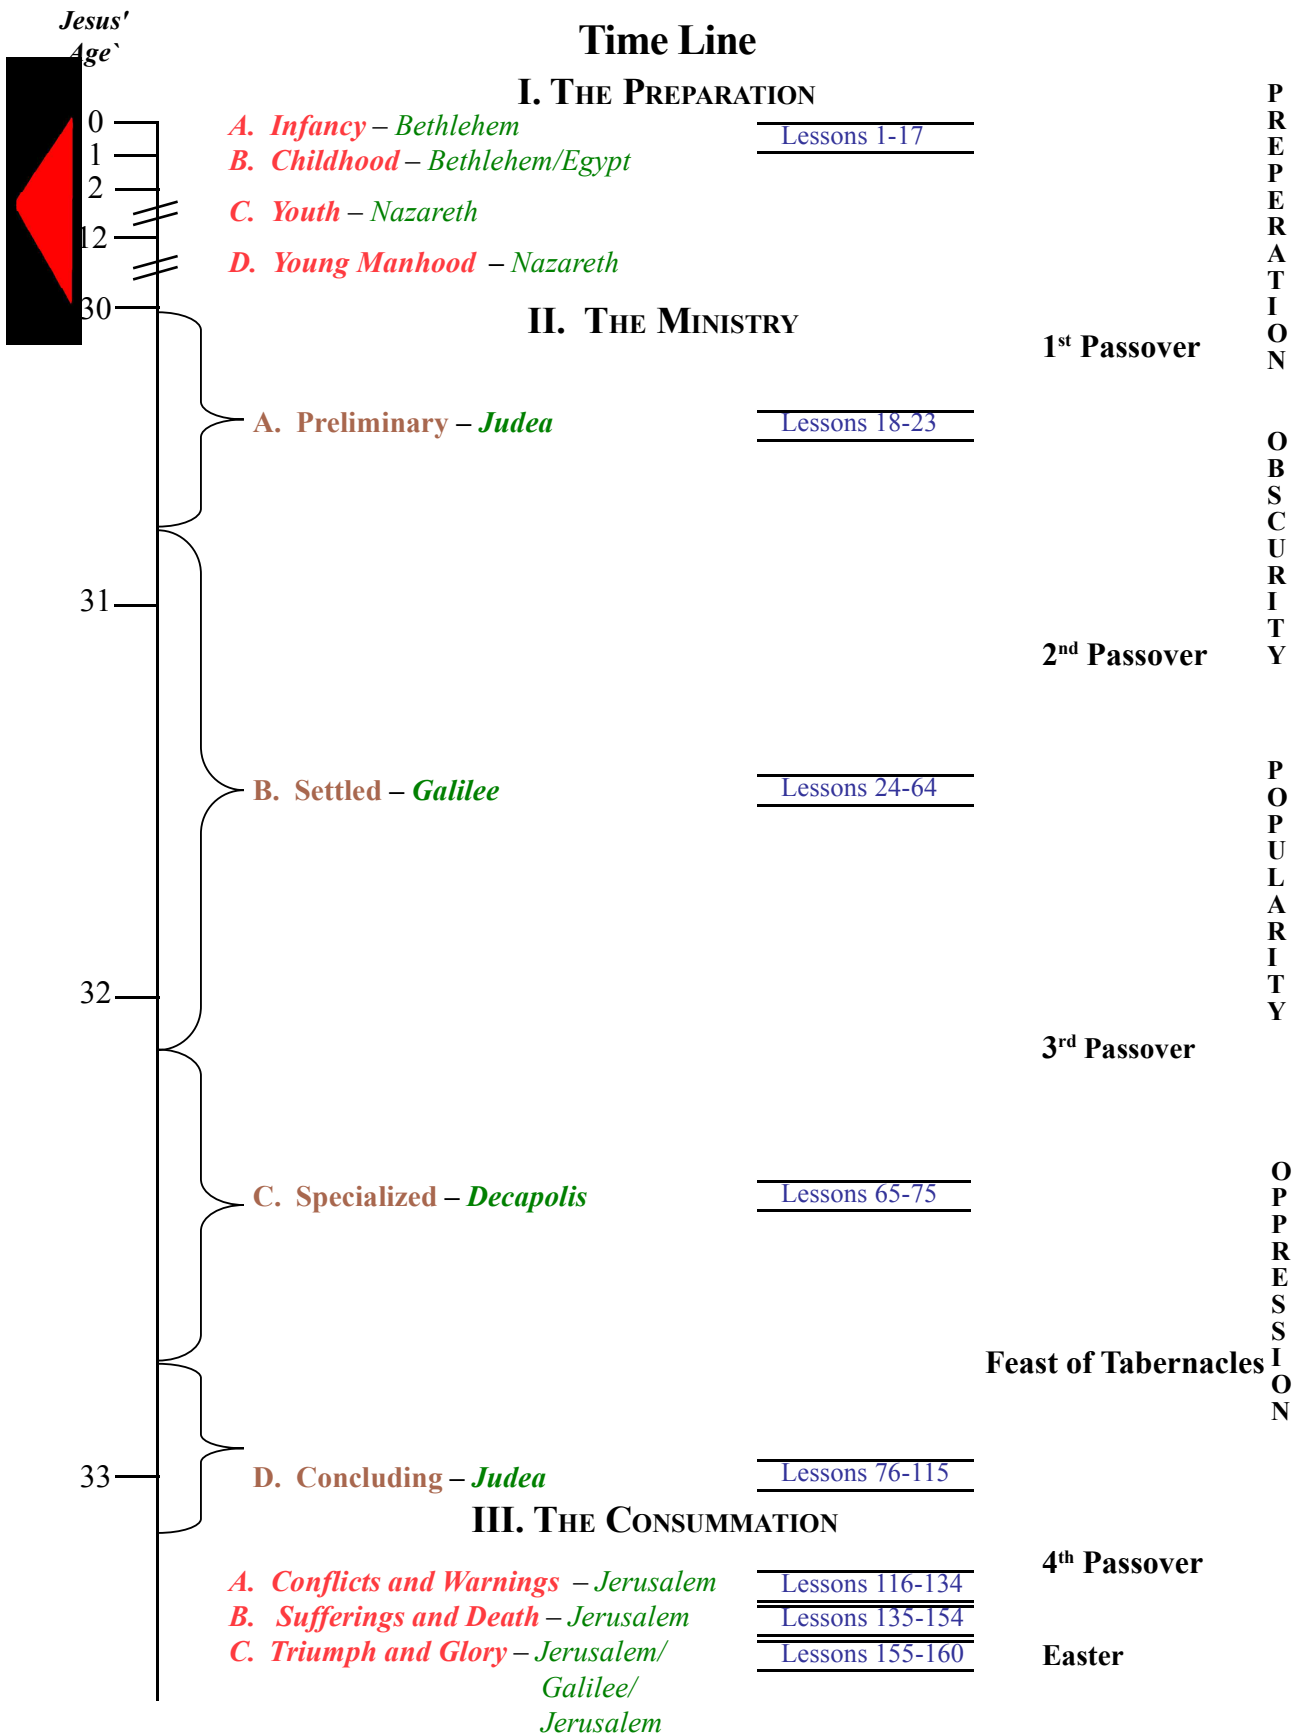 Jesus'
Age`
Time Line
I. THE PREPARATION
0
A. Infancy – Bethlehem
Lessons 1-17
1
B. Childhood – Bethlehem/Egypt
2
C. Youth – Nazareth
12
D. Young Manhood – Nazareth
30
II. THE MINISTRY
1st Passover
PREPERATION
A. Preliminary – Judea
Lessons 18-23
OBSCURITY
31
2nd Passover
B. Settled – Galilee
Lessons 24-64
POPULARITY
32
3rd Passover
C. Specialized – Decapolis
Lessons 65-75
OPPRESSION
Feast of Tabernacles
33
D. Concluding – Judea
Lessons 76-115
III. THE CONSUMMATION
4th Passover
A. Conflicts and Warnings – Jerusalem
Lessons 116-134
B. Sufferings and Death – Jerusalem
Lessons 135-154
C. Triumph and Glory – Jerusalem/
Galilee/
Jerusalem
Lessons 155-160
Easter